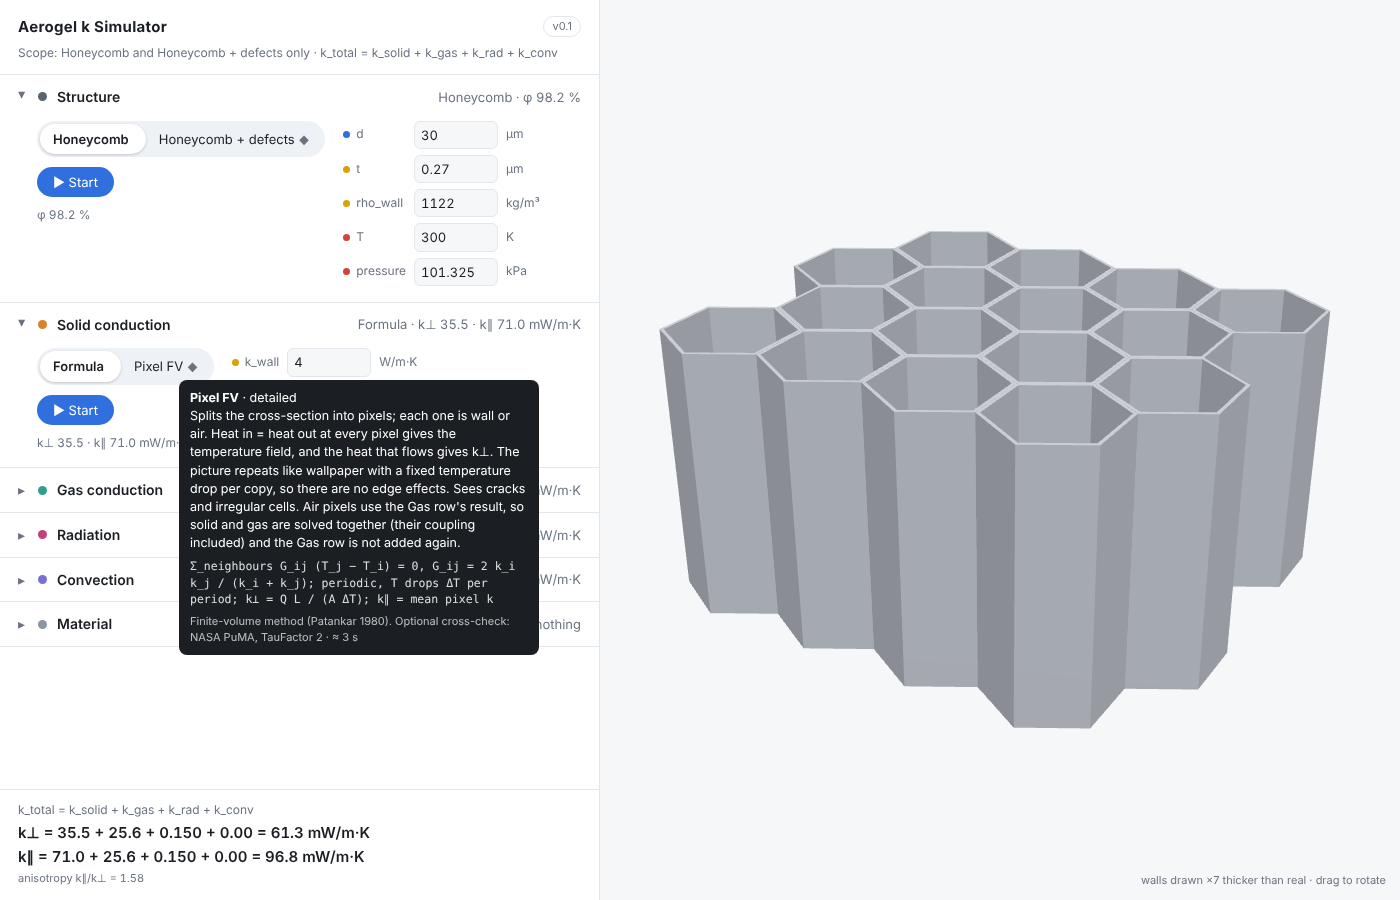 Aerogel k Simulator
v0.1
Scope: Honeycomb and Honeycomb + defects only · k_total = k_solid + k_gas + k_rad + k_conv
▼ Structure
Honeycomb · φ 98.2 %
Honeycomb
Honeycomb + defects ◆
▶ Start
φ 98.2 %
d 30 µm
t 0.27 µm
rho_wall 1122 kg/m³
T 300 K
pressure 101.325 kPa
▼ Solid conduction
Formula · k⊥ 35.5 · k∥ 71.0 mW/m·K
Formula
Pixel FV ◆
k_wall 4 W/m·K
▶ Start
k⊥ 35.5 · k∥ 71.0 mW/m·
Pixel FV · detailed
Splits the cross-section into pixels; each one is wall or
air. Heat in = heat out at every pixel gives the
temperature field, and the heat that flows gives k⊥. The
picture repeats like wallpaper with a fixed temperature
drop per copy, so there are no edge effects. Sees cracks
and irregular cells. Air pixels use the Gas row's result, so
solid and gas are solved together (their coupling
included) and the Gas row is not added again.
Σ_neighbours G_ij (T_j − T_i) = 0, G_ij = 2 k_i
k_j / (k_i + k_j); periodic, T drops ΔT per
period; k⊥ = Q L / (A ΔT); k∥ = mean pixel k
Finite-volume method (Patankar 1980). Optional cross-check:
NASA PuMA, TauFactor 2 · ≈ 3 s
▶ Gas conduction
W/m·K
▶ Radiation
W/m·K
▶ Convection
W/m·K
▶ Material
nothing
k_total = k_solid + k_gas + k_rad + k_conv
k⊥ = 35.5 + 25.6 + 0.150 + 0.00 = 61.3 mW/m·K
k∥ = 71.0 + 25.6 + 0.150 + 0.00 = 96.8 mW/m·K
anisotropy k∥/k⊥ = 1.58
walls drawn ×7 thicker than real · drag to rotate